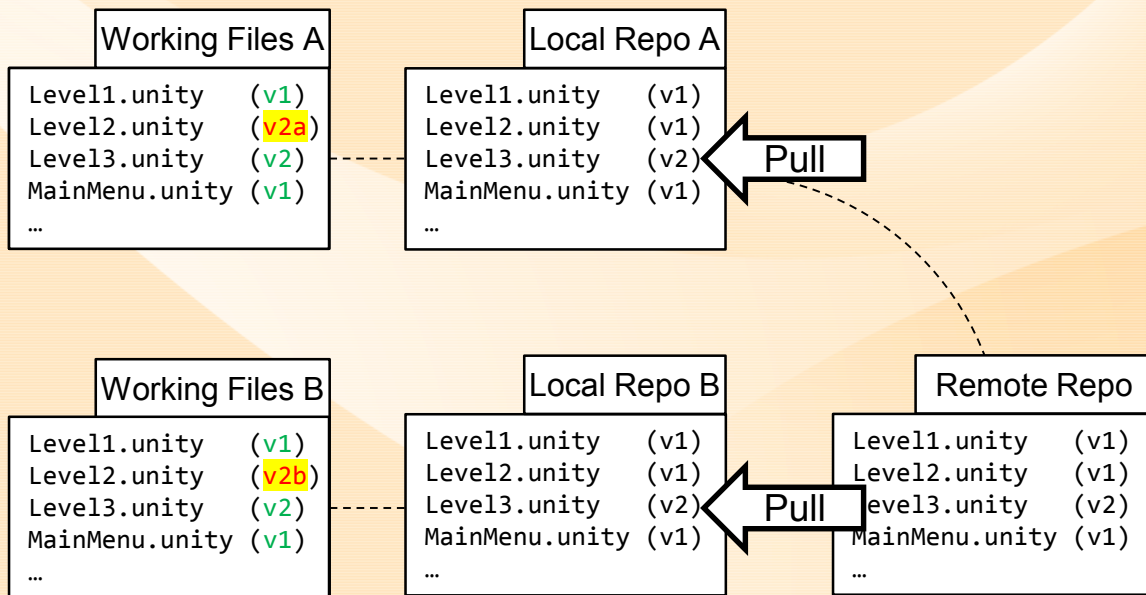 Working Files A
Level1.unity (v1)
Level2.unity (v2a)
Level3.unity (v2)
MainMenu.unity (v1)
…
Local Repo A
Level1.unity (v1)
Level2.unity (v1)
Level3.unity (v2)
MainMenu.unity (v1)
…
Pull
Working Files B
Level1.unity (v1)
Level2.unity (v2b)
Level3.unity (v2)
MainMenu.unity (v1)
…
Local Repo B
Level1.unity (v1)
Level2.unity (v1)
Level3.unity (v2)
MainMenu.unity (v1)
…
Pull
Remote Repo
Level1.unity (v1)
Level2.unity (v1)
evel3.unity (v2)
MainMenu.unity (v1)
…